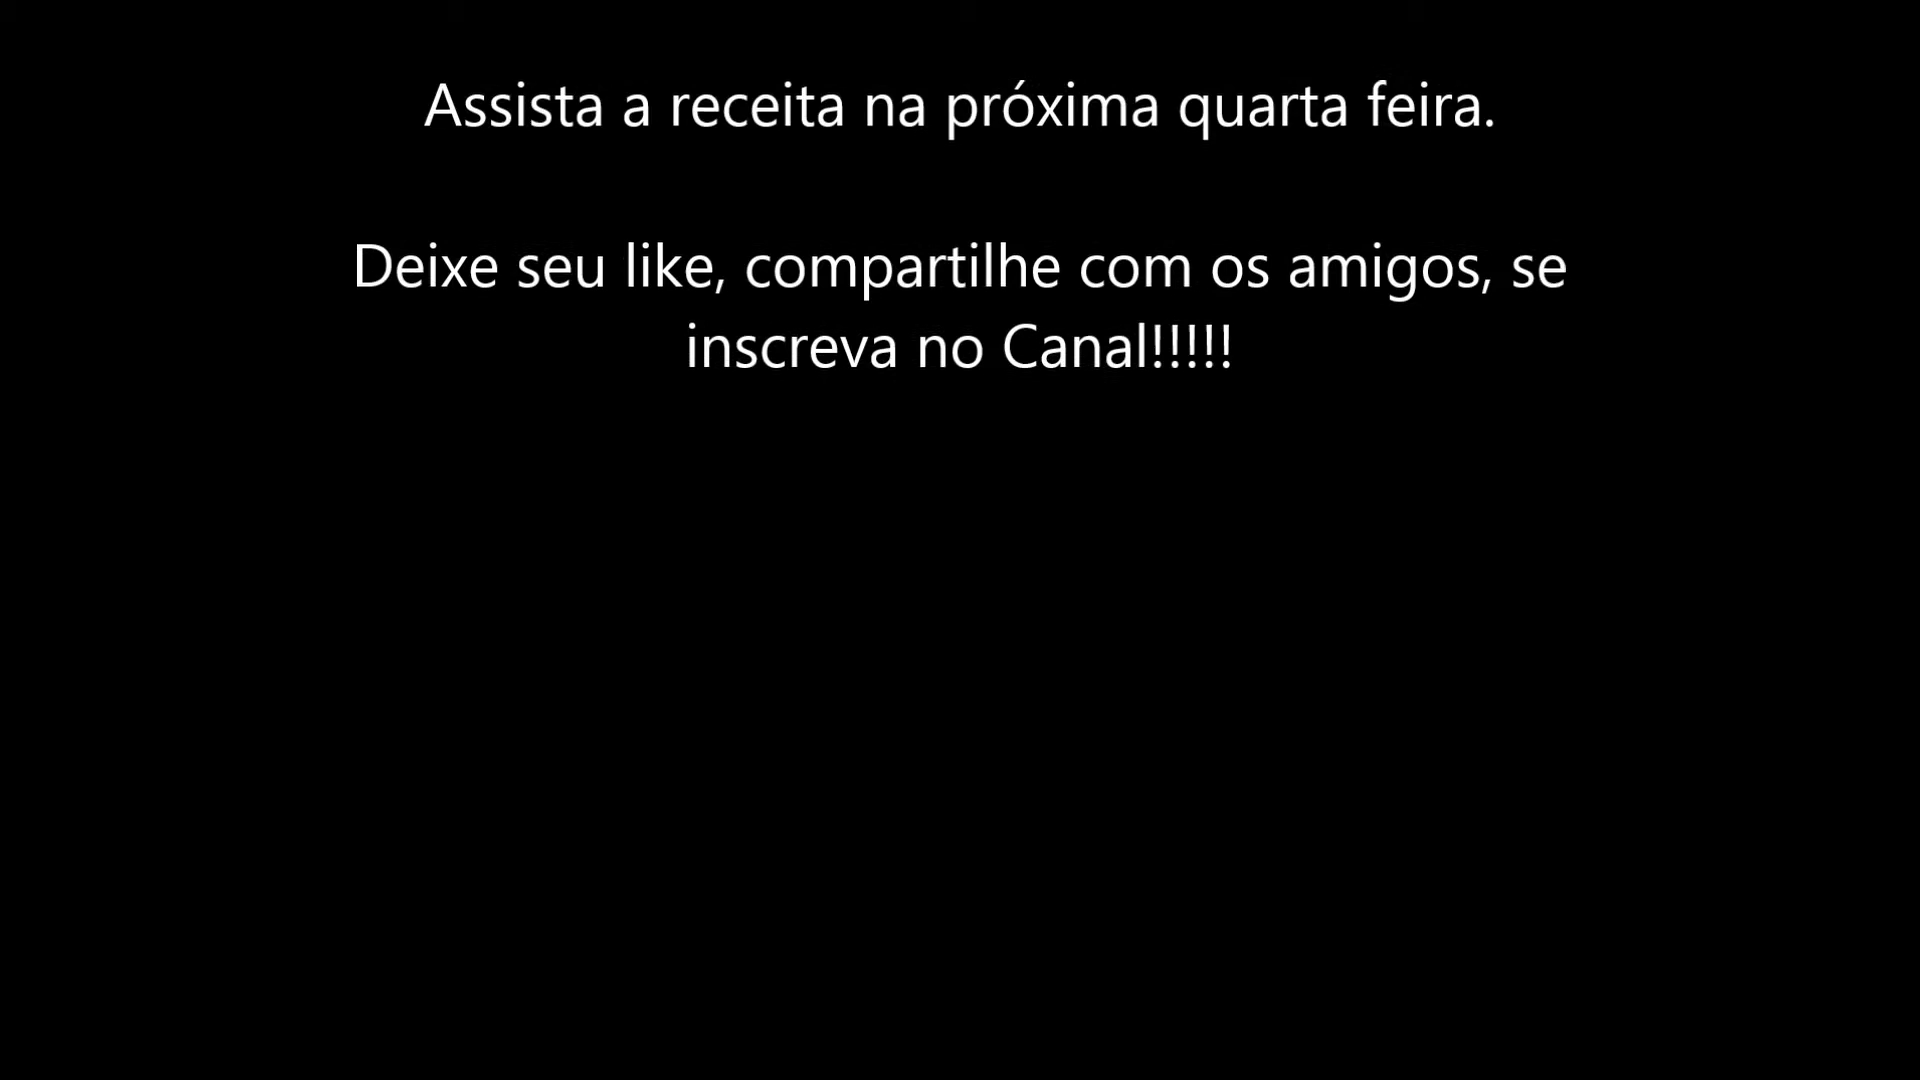 Assista a receita na próxima quarta feira.
Deixe seu like, compartilhe com os amigos, se
inscreva no Canal!!!!!